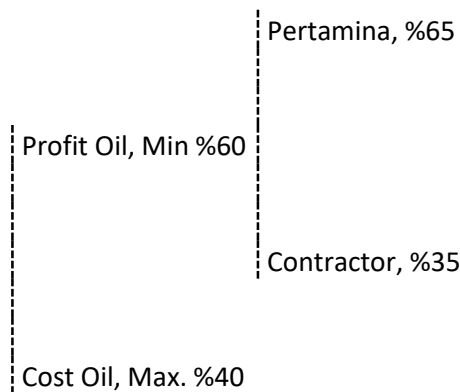 Pertamina, %65
Profit Oil, Min %60
Contractor, %35
Cost Oil, Max. %40